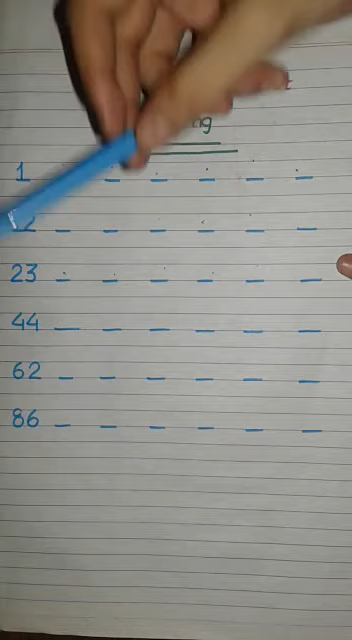 1 _ _ _ _ _ _
_ _ _ _ _ _
23 _ _ _ _ _ _
44 _ _ _ _ _ _
62 _ _ _ _ _ _
86 _ _ _ _ _ _